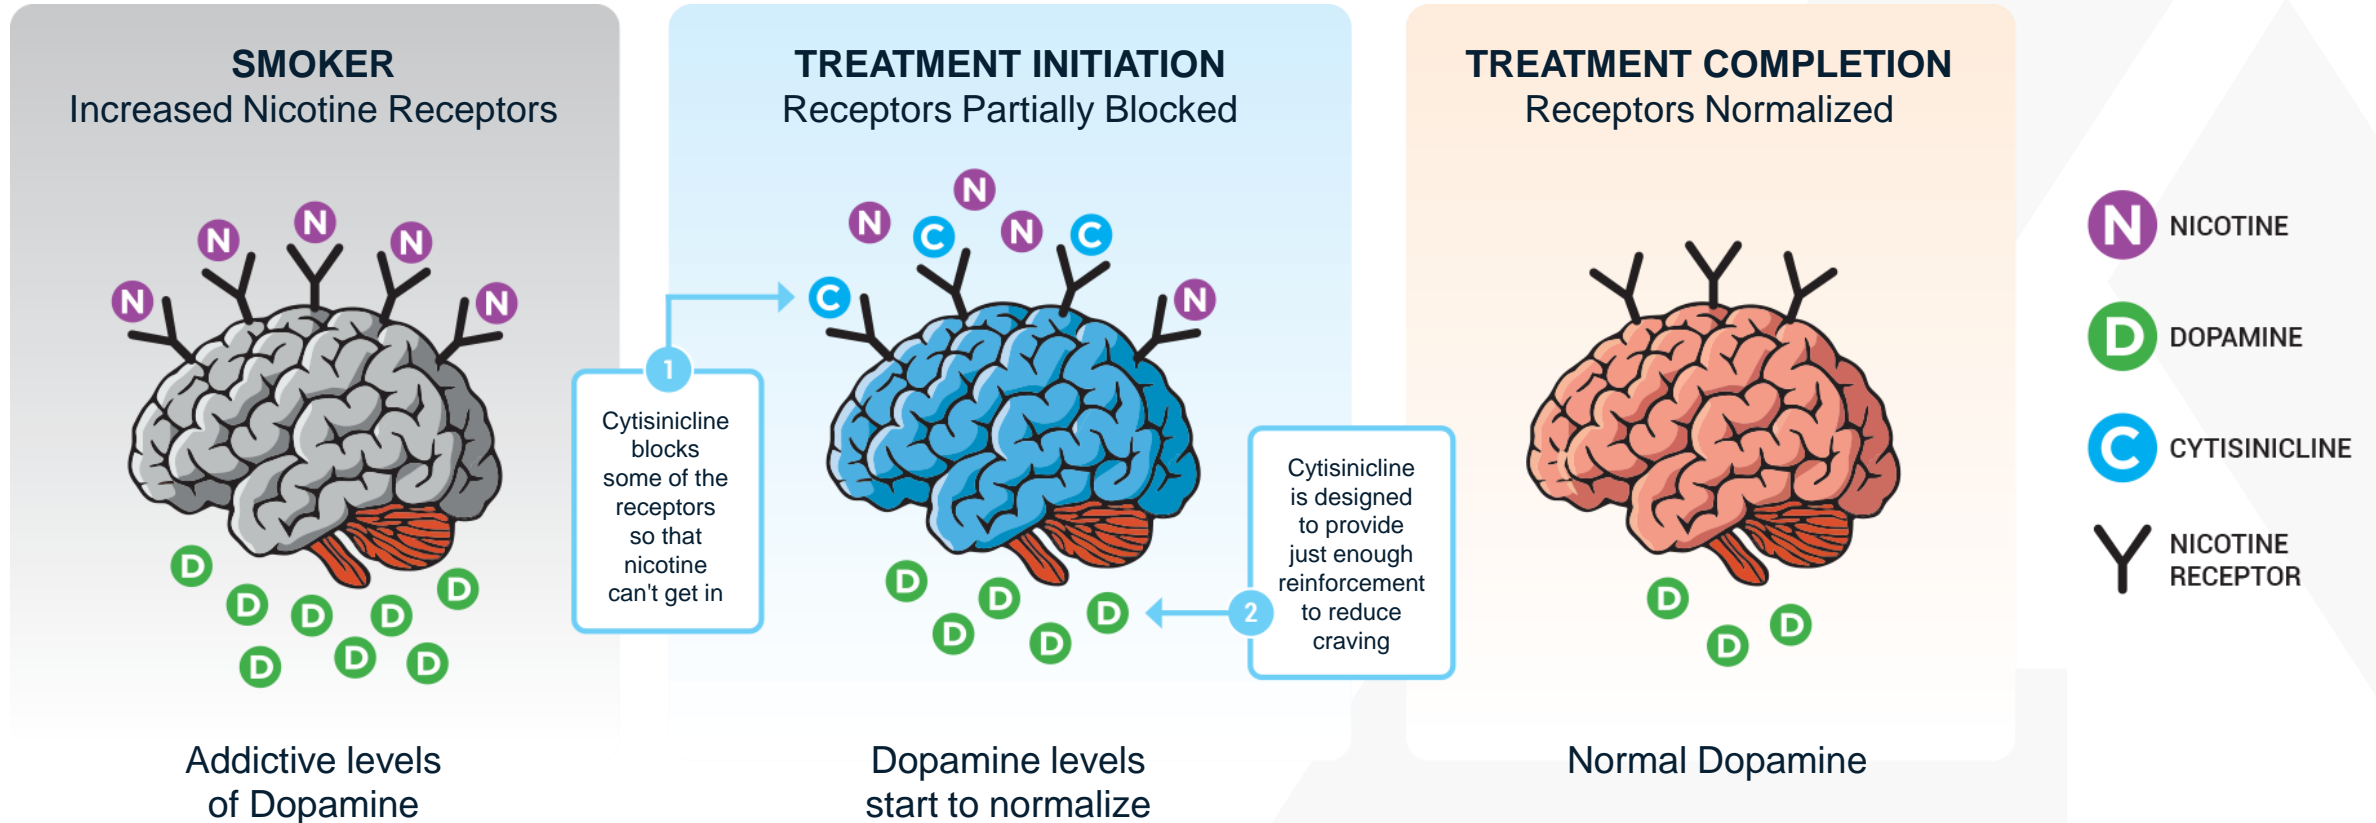 SMOKER
Increased Nicotine Receptors
N
N
N
N
N
D
D
D
D
D
D
D
D
Addictive levels
of Dopamine
1
Cytisinicline
blocks
some of the
receptors
so that
nicotine
can't get in
TREATMENT INITIATION
Receptors Partially Blocked
N
N
C
N
C
C
N
D
D
D
D
D
Dopamine levels
start to normalize
2
Cytisinicline
is designed
to provide
just enough
reinforcement
to reduce
craving
TREATMENT COMPLETION
Receptors Normalized
D
D
D
Normal Dopamine
N NICOTINE
D DOPAMINE
C CYTISINICLINE
NICOTINE
RECEPTOR